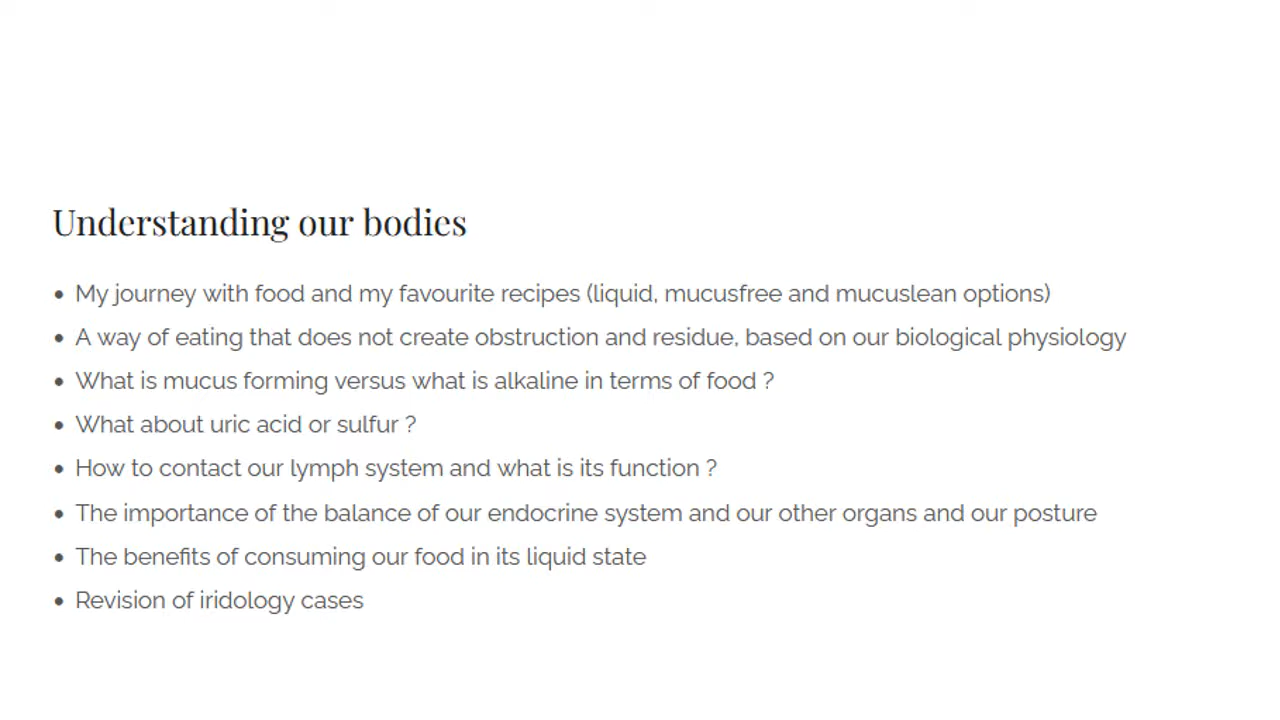 Understanding our bodies
• My journey with food and my favourite recipes (liquid, mucusfree and mucuslean options)
• A way of eating that does not create obstruction and residue, based on our biological physiology
• What is mucus forming versus what is alkaline in terms of food ?
• What about uric acid or sulfur ?
• How to contact our lymph system and what is its function ?
• The importance of the balance of our endocrine system and our other organs and our posture
• The benefits of consuming our food in its liquid state
• Revision of iridology cases